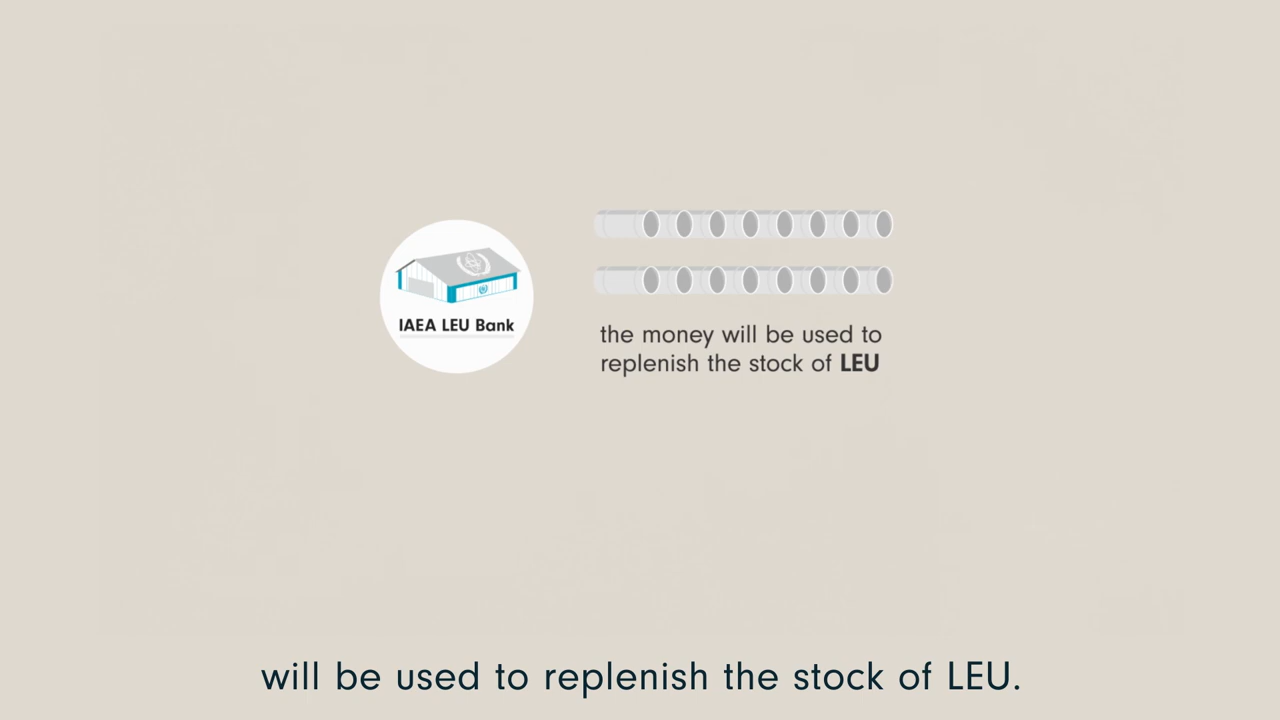 IAEA LEU Bank
the money will be used to
replenish the stock of LEU
will be used to replenish the stock of LEU.